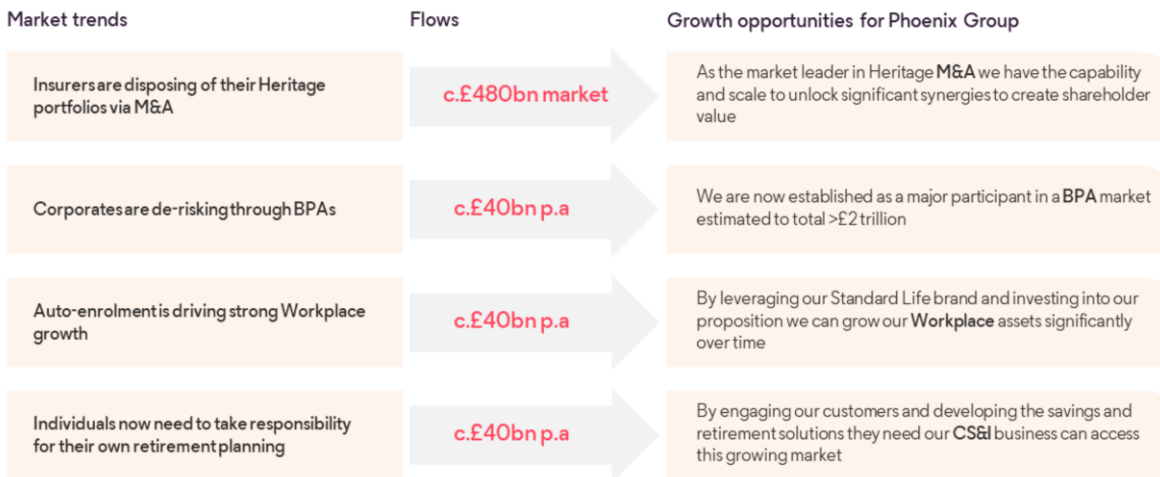 Market trends
Flows
Growth opportunities for Phoenix Group
Insurers are disposing of their Heritage
portfolios via M&A
c.£480bn market
As the market leader in Heritage M&A we have the capability
and scale to unlock significant synergies to create shareholder
value
Corporates are de-risking through BPAs
c.£40bn p.a
We are now established as a major participant in a BPA market
estimated to total >£2 trillion
Auto-enrolment is driving strong Workplace
growth
c.£40bn p.a
By leveraging our Standard Life brand and investing into our
proposition we can grow our Workplace assets significantly
over time
Individuals now need to take responsibility
for their own retirement planning
c.£40bn p.a
By engaging our customers and developing the savings and
retirement solutions they need our CS&I business can access
this growing market